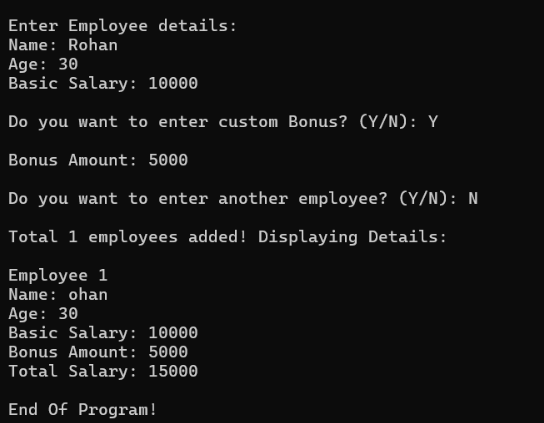 Enter Employee details:
Name: Rohan
Age: 30
Basic Salary: 10000
Do you want to enter custom Bonus? (Y/N): Y
Bonus Amount: 5000
Do you want to enter another employee? (Y/N): N
Total 1 employees added! Displaying Details:
Employee 1
Name: ohan
Age: 30
Basic Salary: 10000
Bonus Amount: 5000
Total Salary: 15000
End Of Program!